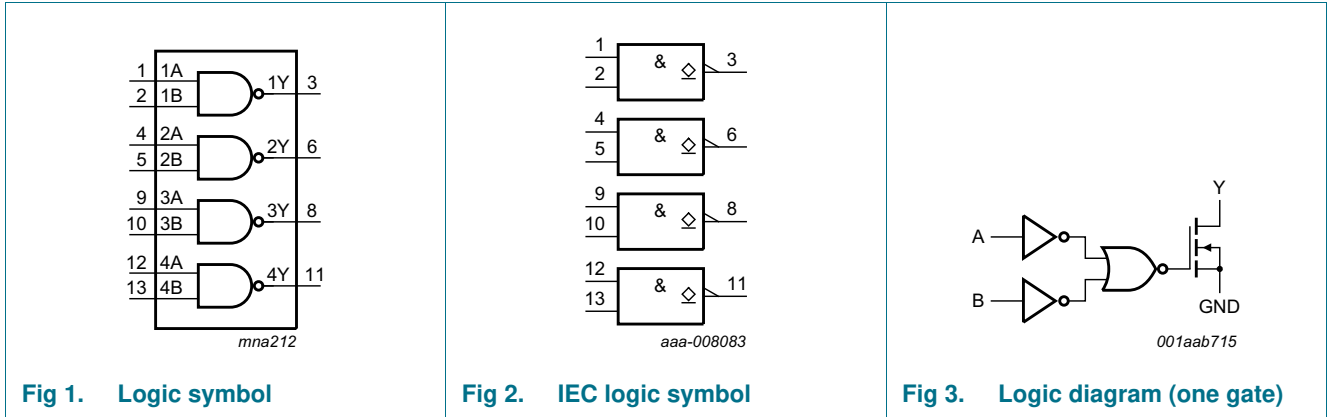 1 1A
2 1B
1Y 3
4 2A
5 2B
2Y 6
9 3A
10 3B
3Y 8
12 4A
13 4B
4Y 11
mna212
Fig 1. Logic symbol
1
2
&
3
4
5
&
6
9
10
&
8
12
13
&
11
aaa-008083
Fig 2. IEC logic symbol
Y
A
B
GND
001aab715
Fig 3. Logic diagram (one gate)